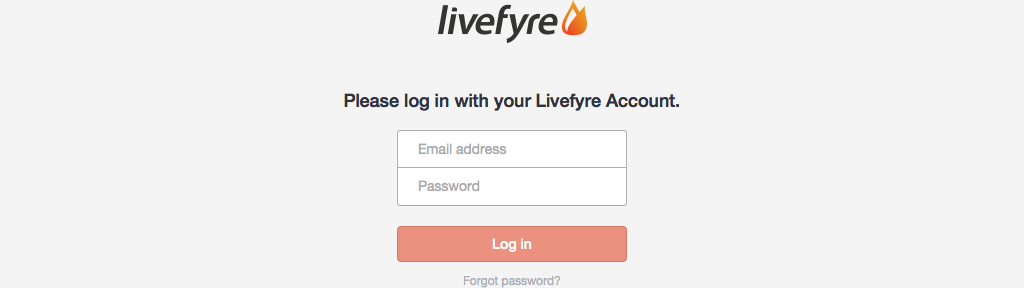 livefyre
Please log in with your Livefyre Account.
Email address
Password
Log in
Forgot password?